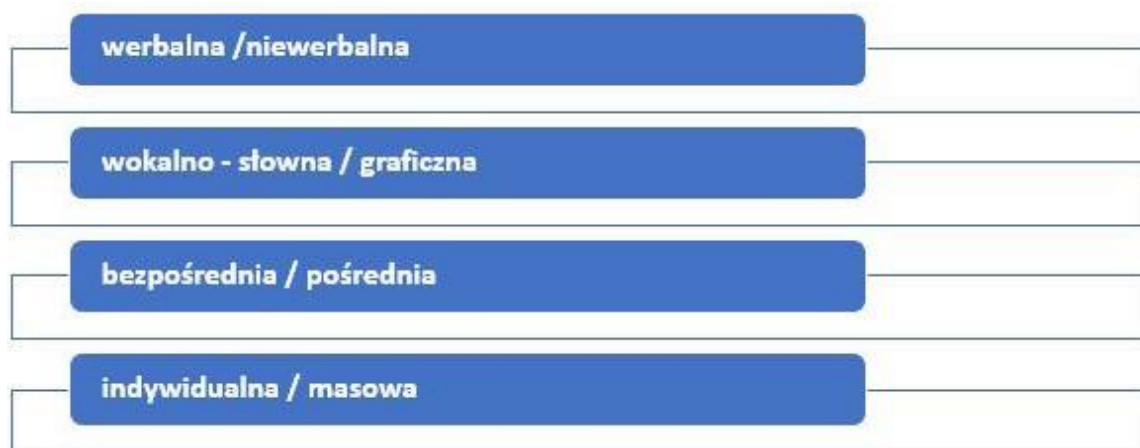 werbalna /niewerbalna
wokalno - słowna / graficzna
bezpośrednia / pośrednia
indywidualna / masowa